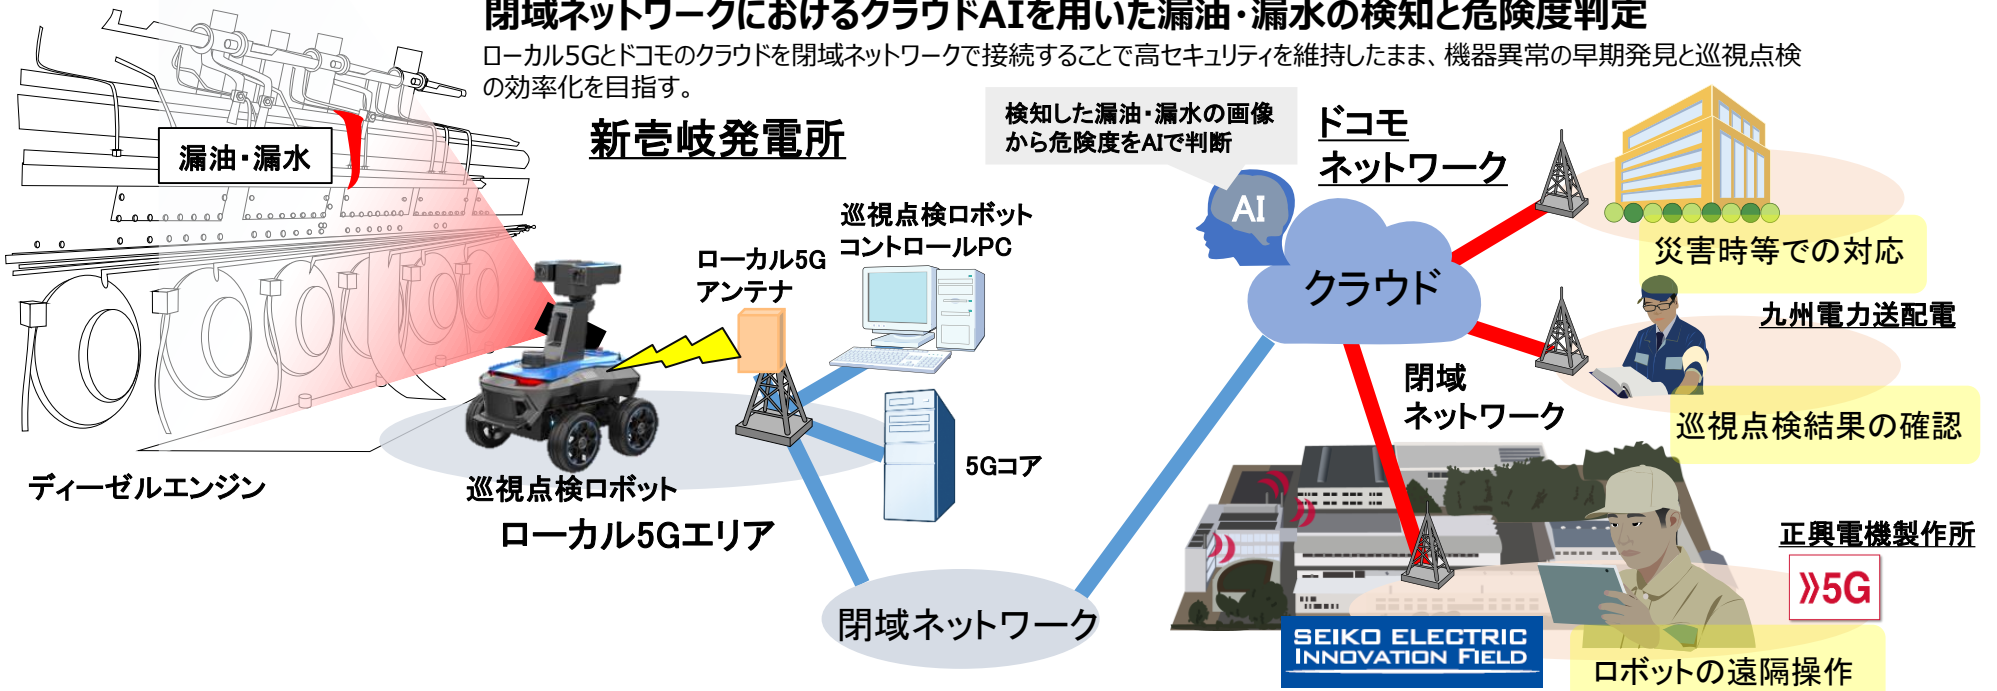 閉域ネットワークにおけるクラウドAIを用いた漏油・漏水の検知と危険度判定
ローカル5Gとドコモのクラウドを閉域ネットワークで接続することで高セキュリティを維持したまま、機器異常の早期発見と巡視点検
の効率化を目指す。
新壱岐発電所
漏油・漏水
検知した漏油・漏水の画像
から危険度をAIで判断
ドコモ
ネットワーク
AI
クラウド
巡視点検ロボット
コントロールPC
ローカル5G
アンテナ
災害時等での対応
九州電力送配電
巡視点検結果の確認
閉域
ネットワーク
5Gコア
ディーゼルエンジン
巡視点検ロボット
ローカル5Gエリア
閉域ネットワーク
正興電機製作所
5G
SEIKO ELECTRIC
INNOVATION FIELD
ロボットの遠隔操作